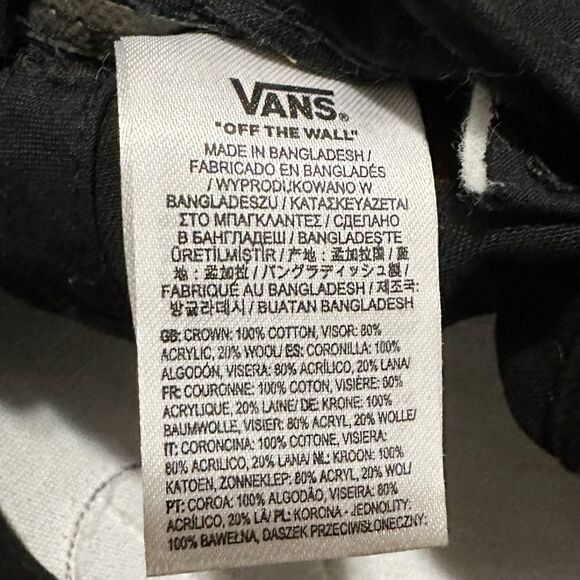 VANS®
"OFF THE WALL"
MADE IN BANGLADESH /
FABRICADO EN BANGLADÉS
/ WYPRODUKOWANO W
BANGLADESZU / ΚΑΤΑΣΚΕΥΑΖΕΤΑΙ
ΣΤΟ ΜΠΑΓΚΛΑΝΤΕΣ / СДЕЛАНО
В БАНГЛАДЕШ / BANGLADEŞ'TE
ÜRETİLMİŞTİR / 产地:孟加拉国 / 產
地:孟加拉 / バングラディッシュ製 /
FABRIQUÉ AU BANGLADESH / 제조국:
방글라데시 / BUATAN BANGLADESH
GB: CROWN: 100% COTTON, VISOR: 80%
ACRYLIC, 20% WOOL/ ES: CORONILLA: 100%
ALGODÓN, VISERA: 80% ACRÍLICO, 20% LANA/
FR: COURONNE: 100% COTON, VISIÈRE: 80%
ACRYLIQUE, 20% LAINE/ DE: KRONE: 100%
BAUMWOLLE, VISIER: 80% ACRYL, 20% WOLLE/
IT: CORONCINA: 100% COTONE, VISIERA:
80% ACRILICO, 20% LANA/ NL: KROON: 100%
KATOEN, ZONNEKLEP: 80% ACRYL, 20% WOL/
PT: COROA: 100% ALGODÃO, VISEIRA: 80%
ACRÍLICO, 20% LÃ/ PL: KORONA - JEDNOLITY:
100% BAWEŁNA, DASZEK PRZECIWSŁONECZNY: